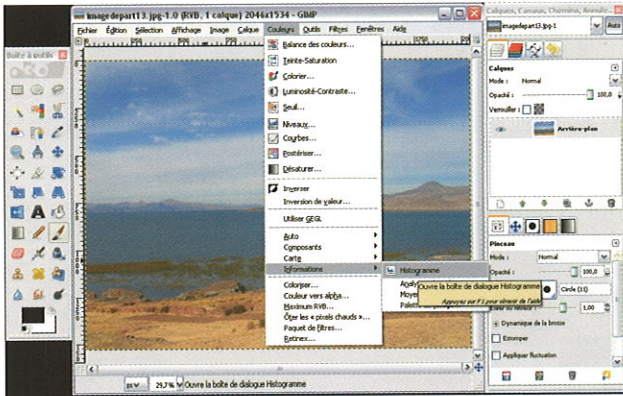 imagedepart13.jpg-1.0 (RVB, 1 calque) 2046x1534 - GIMP
Fichier Édition Sélection Affichage Image Calque Couleurs Outils Filtres Fenêtres Aide
Boîte à outils
Balance des couleurs...
Teinte-Saturation
Colorier...
Luminosité-Contraste...
Seuil...
Niveaux...
Courbes...
Postériser...
Désaturer...
Inverser
Inversion de valeur...
Utiliser GEGL
Auto
Composants
Carte
Informations
Coloriser...
Couleur vers alpha...
Maximum RVB...
Ôter les « pixels chauds »...
Paquet de filtres...
Retinex...
Histogramme
Ouvre la boîte de dialogue Histogramme
Appuyez sur F1 pour obtenir de l'aide
px 29,7% Ouvre la boîte de dialogue Histogramme
Calques, Canaux, Chemins, Annuler
imagedepart13.jpg-1 Auto
Calques
Mode : Normal
Opacité : 100,0
Verrouiller :
Arrière-plan
Pinceau
Mode : Normal
Opacité : 100,0
Circle (11)
1,00
Dynamique de la brosse
Estomper
Appliquer fluctuation